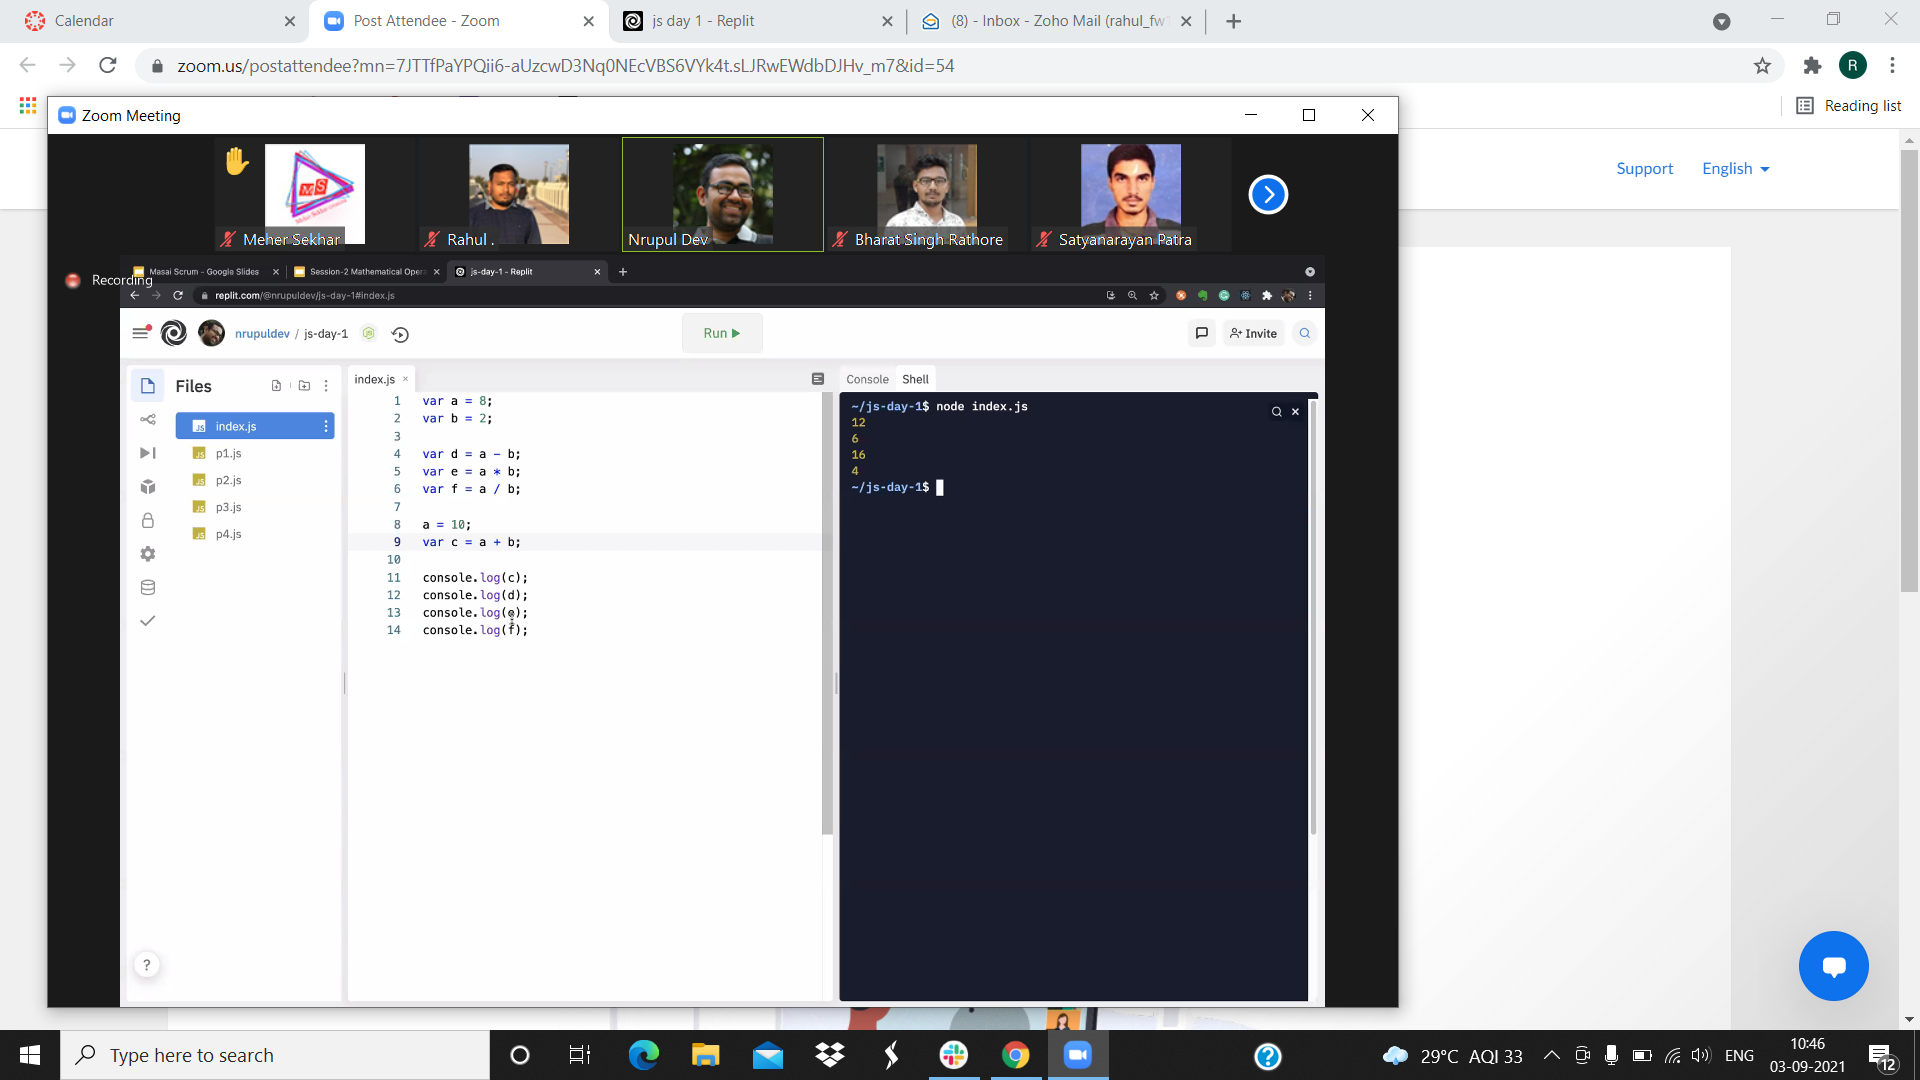 Calendar
Post Attendee - Zoom
js day 1 - Replit
(8) - Inbox - Zoho Mail (rahul_fw
zoom.us/postattendee?mn=7JTTfPaYPQii6-aUzcwD3Nq0NEcVBS6VYk4t.sLJRwEWdbDJHv_m7&id=54
R
Reading list
Zoom Meeting
Support
English
MS
Meher Sekhar
Rahul .
Nrupul Dev
Bharat Singh Rathore
Satyanarayan Patra
Recording
Masai Scrum - Google Slides
Session-2 Mathematical Oper
js-day-1 - Replit
replit.com/@nrupuldev/js-day-1#index.js
nrupuldev / js-day-1
Run
Invite
Files
index.js
p1.js
p2.js
p3.js
p4.js
index.js
1 var a = 8;
2 var b = 2;
3
4 var d = a - b;
5 var e = a * b;
6 var f = a / b;
7
8 a = 10;
9 var c = a + b;
10
11 console.log(c);
12 console.log(d);
13 console.log(e);
14 console.log(f);
Console
Shell
~/js-day-1$ node index.js
12
6
16
4
~/js-day-1$
?
Type here to search
29°C AQI 33
ENG
10:46
03-09-2021
12